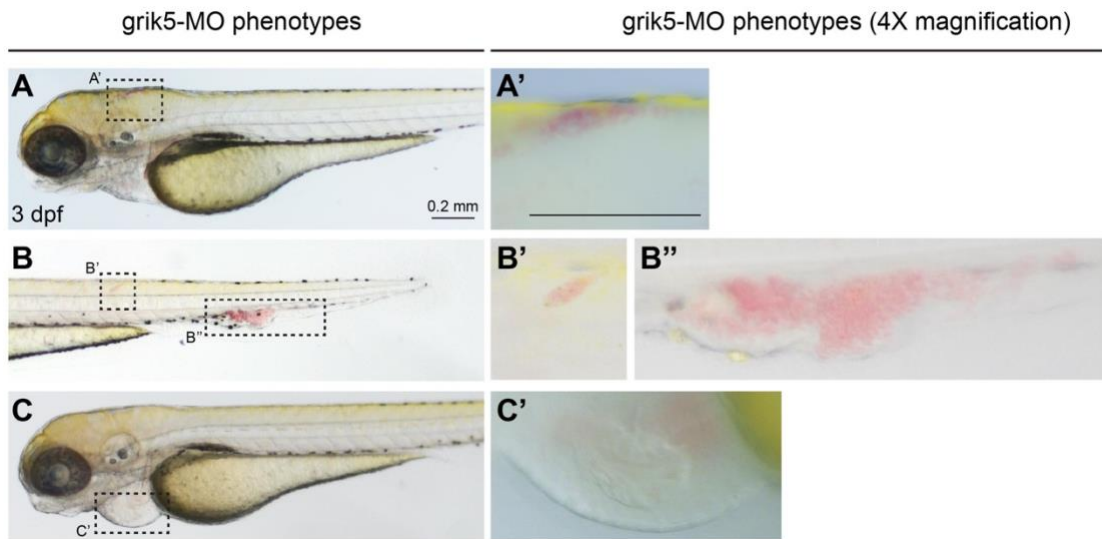 grik5-MO phenotypes
grik5-MO phenotypes (4X magnification)
A
A'
A'
3 dpf
0.2 mm
B
B'
B''
B'
B''
C
C'
C'